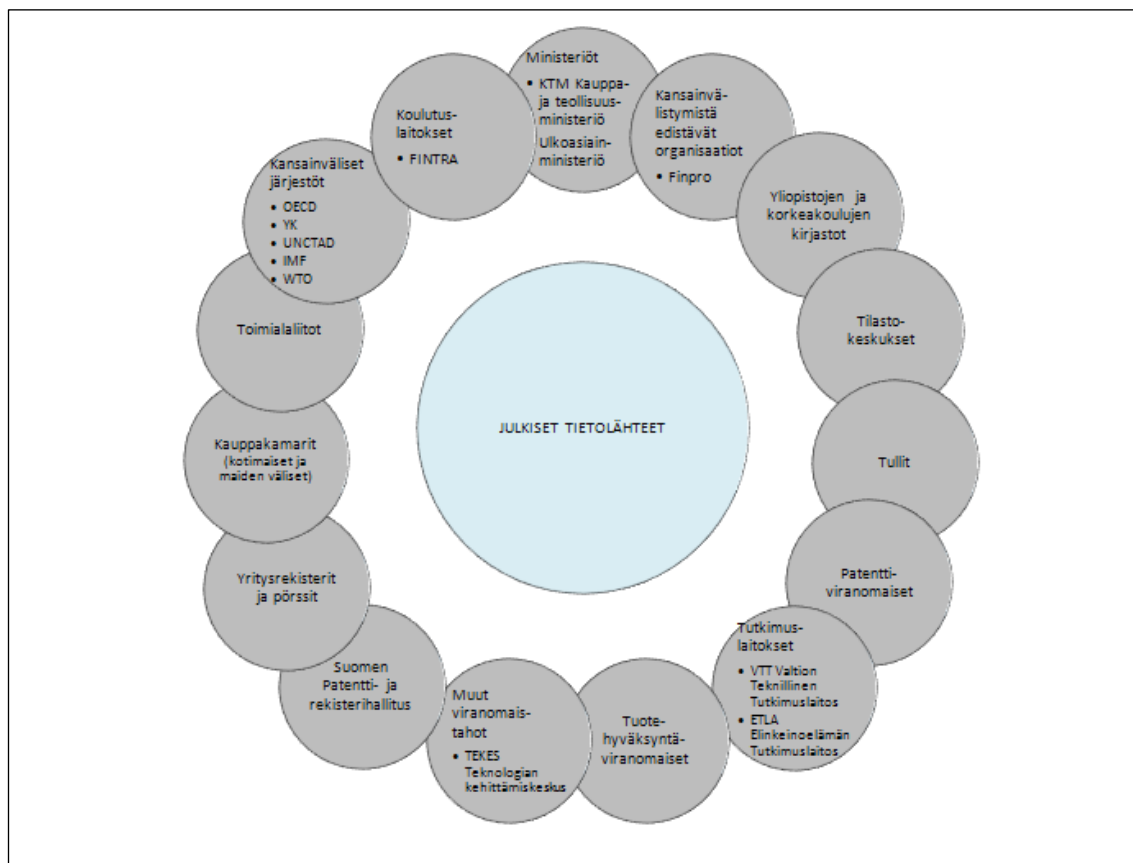 Ministeriöt
• KTM Kauppa-
ja teollisuus-
ministeriö
Ulkoasiain-
ministeriö
Kansainvä-
listymistä
edistävät
organisaatiot
• Finpro
Yliopistojen ja
korkeakoulujen
kirjastot
Tilasto-
keskukset
Tullit
Patentti-
viranomaiset
Tutkimus-
laitokset
• VTT Valtion
Teknillinen
Tutkimuslaitos
• ETLA
Elinkeinoelämän
Tutkimuslaitos
Tuote-
hyväksyntä-
viranomaiset
Muut
viranomais-
tahot
• TEKES
Teknologian
kehittämiskeskus
Suomen
Patentti- ja
rekisterihallitus
Yritysrekisterit
ja pörssit
Kauppakamarit
(kotimaiset ja
maiden väliset)
Toimialaliitot
Kansainväliset
järjestöt
• OECD
• YK
• UNCTAD
• IMF
• WTO
Koulutus-
laitokset
• FINTRA
JULKISET TIETOLÄHTEET